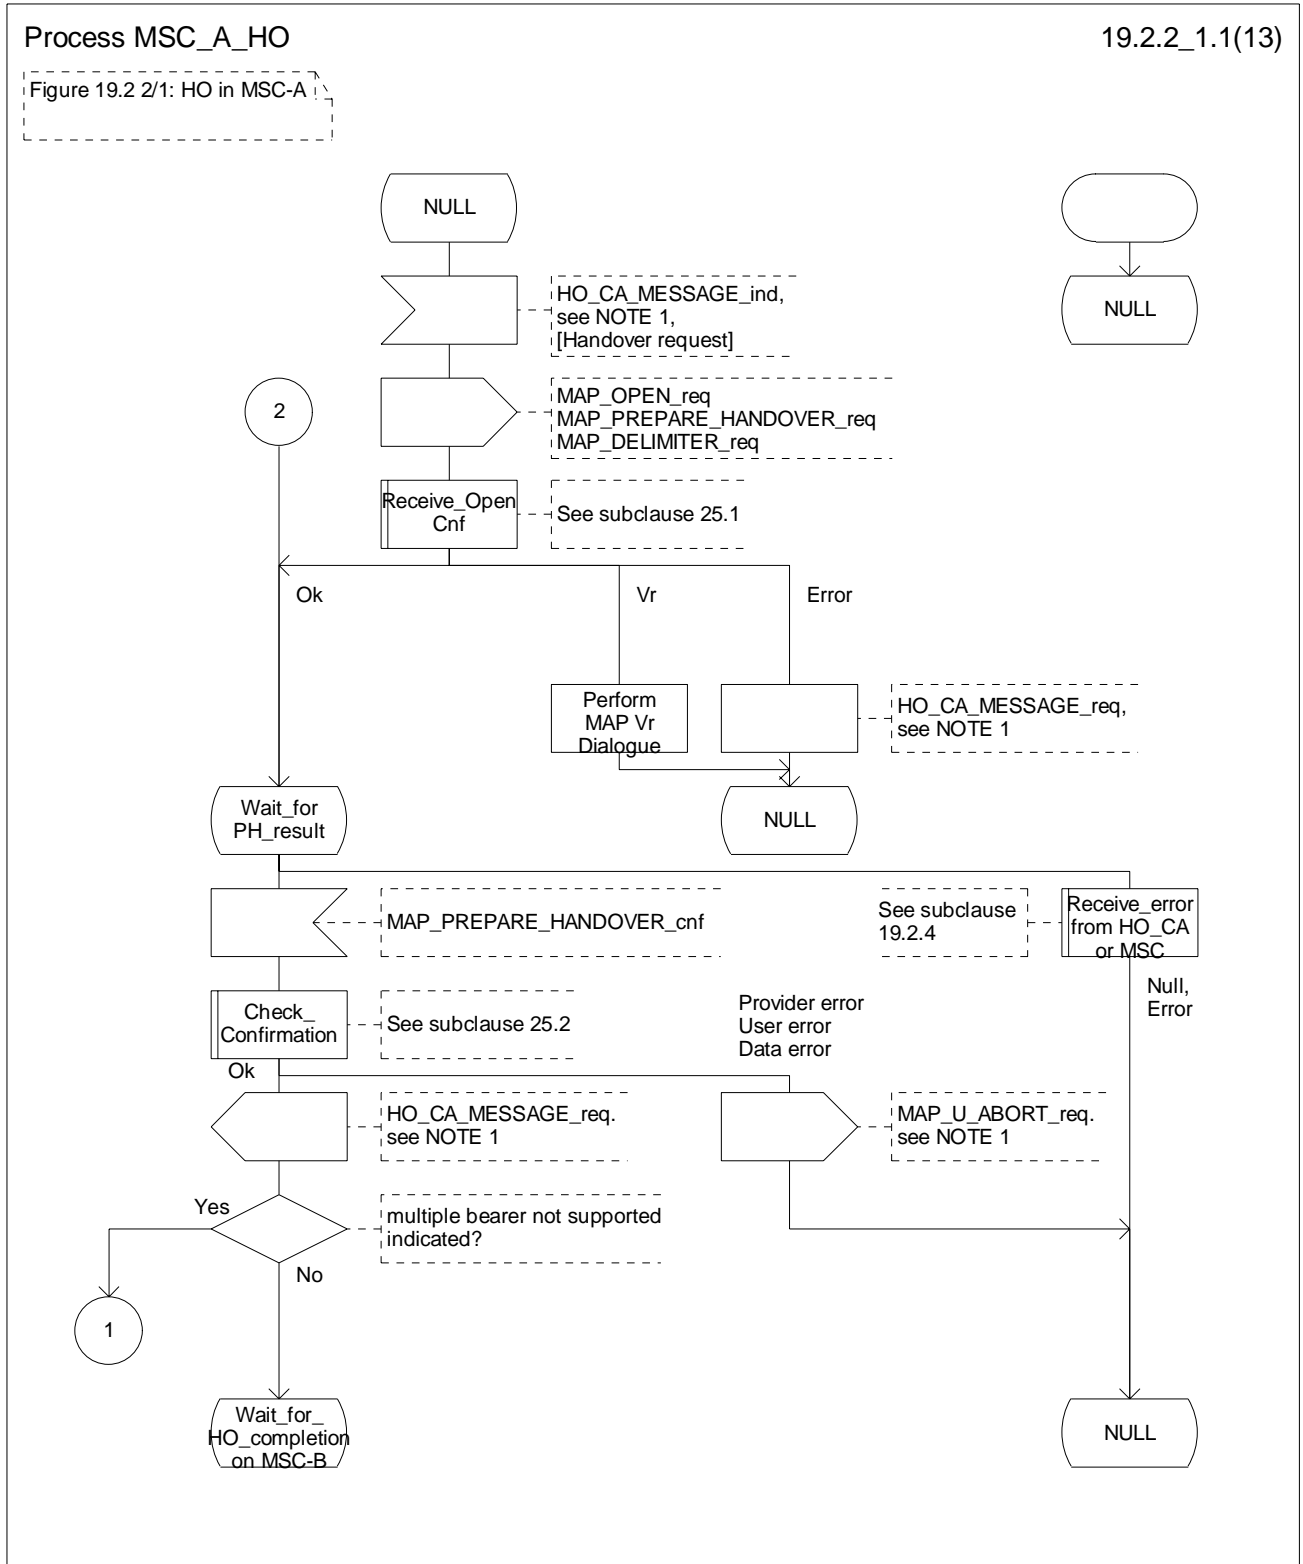 Process MSC_A_HO
19.2.2_1.1(13)
Figure 19.2 2/1: HO in MSC-A
NULL
HO_CA_MESSAGE_ind,
see NOTE 1,
[Handover request]
NULL
2
MAP_OPEN_req
MAP_PREPARE_HANDOVER_req
MAP_DELIMITER_req
Receive_Open
Cnf
See subclause 25.1
Ok
Vr
Error
Perform
MAP Vr
Dialogue
HO_CA_MESSAGE_req,
see NOTE 1
Wait_for
PH_result
NULL
MAP_PREPARE_HANDOVER_cnf
See subclause
19.2.4
Receive_error
from HO_CA
or MSC
Null,
Error
Check_
Confirmation
See subclause 25.2
Provider error
User error
Data error
Ok
HO_CA_MESSAGE_req.
see NOTE 1
MAP_U_ABORT_req.
see NOTE 1
Yes
multiple bearer not supported
indicated?
No
1
Wait_for_
HO_completion
on MSC-B
NULL